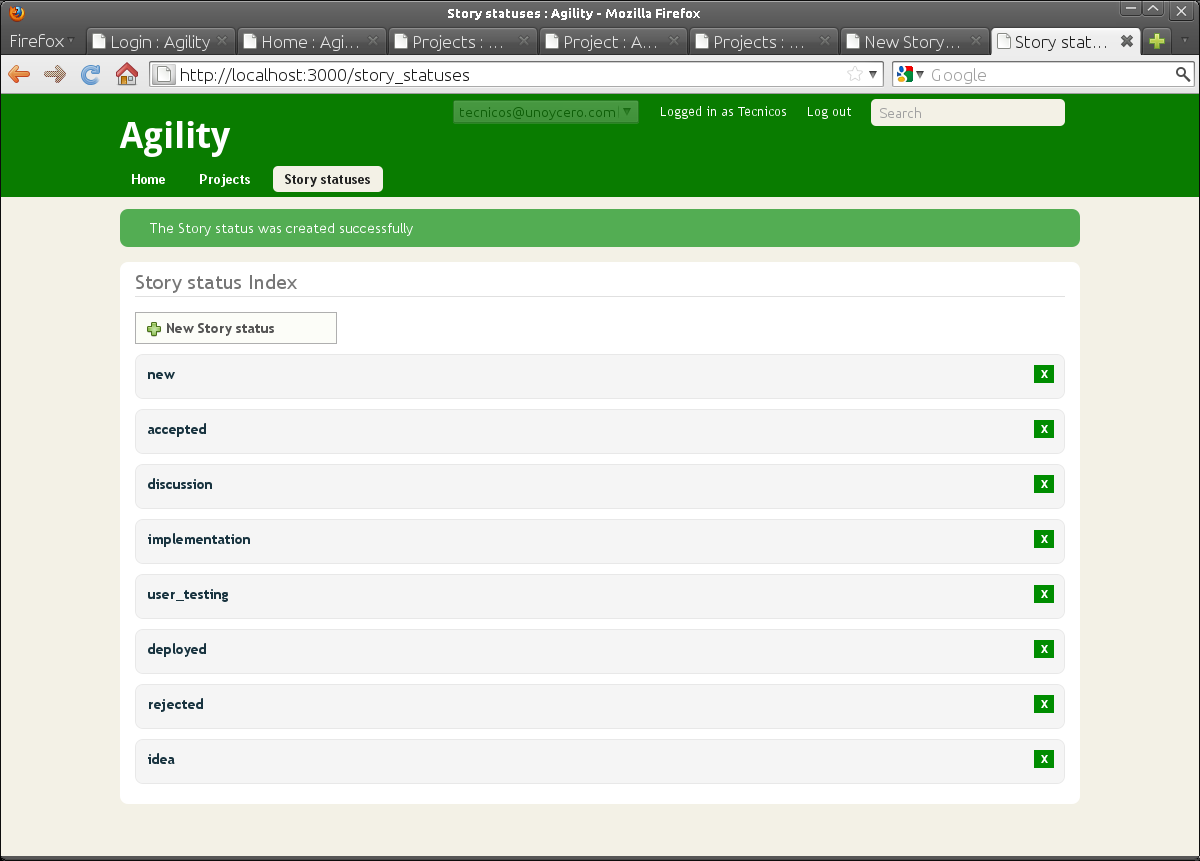 Story statuses : Agility - Mozilla Firefox
Firefox
Login : Agility
Home : Agi...
Projects : ...
Project : A...
Projects : ...
New Story...
Story stat...
http://localhost:3000/story_statuses
Google
tecnicos@unoycero.com
Logged in as Tecnicos
Log out
Search
Agility
Home
Projects
Story statuses
The Story status was created successfully
Story status Index
New Story status
new
X
accepted
X
discussion
X
implementation
X
user_testing
X
deployed
X
rejected
X
idea
X